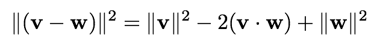 ‖(v − w)‖² = ‖v‖² − 2(v · w) + ‖w‖²